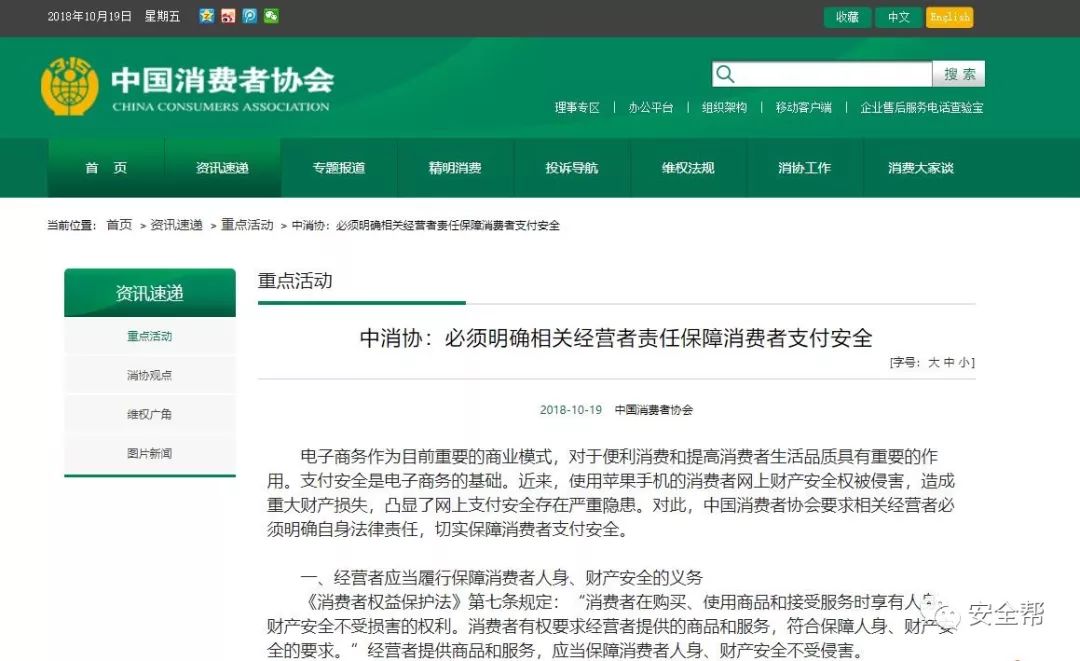 2018年10月19日 星期五
收藏 中文 English
中国消费者协会
CHINA CONSUMERS ASSOCIATION
搜 索
理事专区 | 办公平台 | 组织架构 | 移动客户端 | 企业售后服务电话查验宝
首 页 资讯速递 专题报道 精明消费 投诉导航 维权法规 消协工作 消费大家谈
当前位置: 首页 > 资讯速递 > 重点活动 > 中消协：必须明确相关经营者责任保障消费者支付安全
资讯速递
重点活动
消协观点
维权广角
图片新闻
重点活动
中消协：必须明确相关经营者责任保障消费者支付安全
[字号：大 中 小]
2018-10-19 中国消费者协会
电子商务作为目前重要的商业模式，对于便利消费和提高消费者生活品质具有重要的作
用。支付安全是电子商务的基础。近来，使用苹果手机的消费者网上财产安全权被侵害，造成
重大财产损失，凸显了网上支付安全存在严重隐患。对此，中国消费者协会要求相关经营者必
须明确自身法律责任，切实保障消费者支付安全。
一、经营者应当履行保障消费者人身、财产安全的义务
《消费者权益保护法》第七条规定：“消费者在购买、使用商品和接受服务时享有人身、
财产安全不受损害的权利。消费者有权要求经营者提供的商品和服务，符合保障人身、财产安
全的要求。”经营者提供商品和服务，应当保障消费者人身、财产安全不受侵害。
安全帮